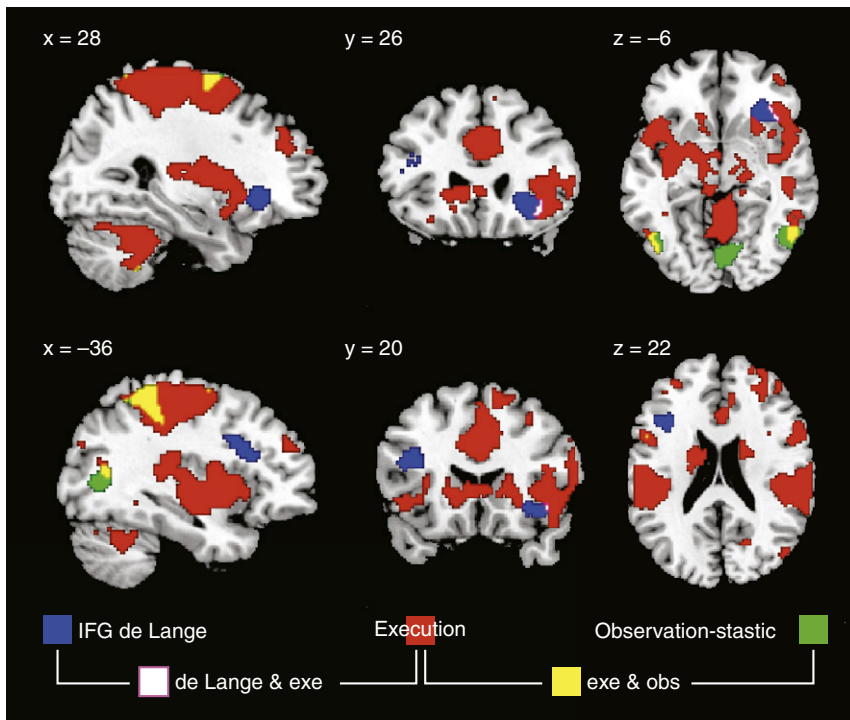 x = 28
y = 26
z = –6
x = –36
y = 20
z = 22
IFG de Lange
Execution
Observation-stastic
de Lange & exe
exe & obs